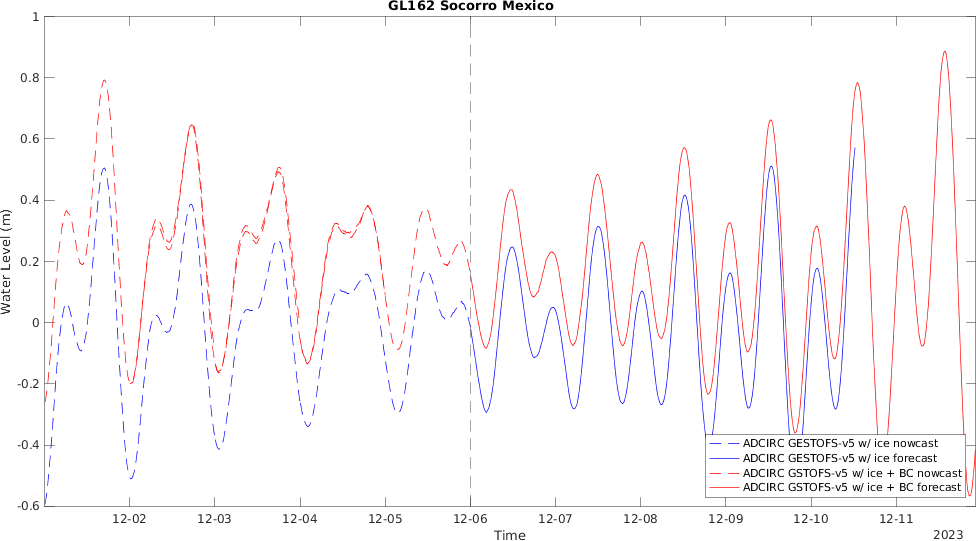 GL162 Socorro Mexico
1
0.8
0.6
0.4
0.2
0
-0.2
-0.4
-0.6
Water Level (m)
12-02 12-03 12-04 12-05 12-06 12-07 12-08 12-09 12-10 12-11
Time
2023
ADCIRC GESTOFS-v5 w/ ice nowcast
ADCIRC GESTOFS-v5 w/ ice forecast
ADCIRC GSTOFS-v5 w/ ice + BC nowcast
ADCIRC GSTOFS-v5 w/ ice + BC forecast